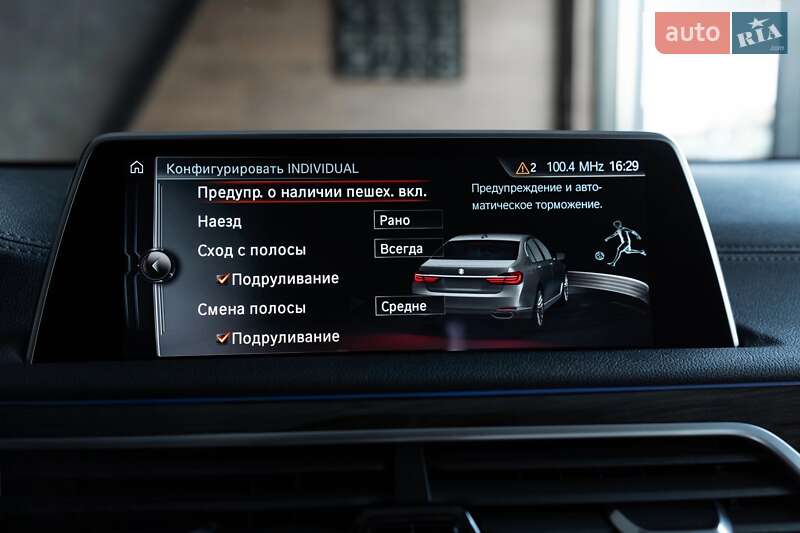 auto RIA.com
Конфигурировать INDIVIDUAL
2 100.4 MHz 16:29
Предупр. о наличии пешех. вкл.
Наезд Рано
Сход с полосы Всегда
Подруливание
Смена полосы Средне
Подруливание
Предупреждение и авто-
матическое торможение.